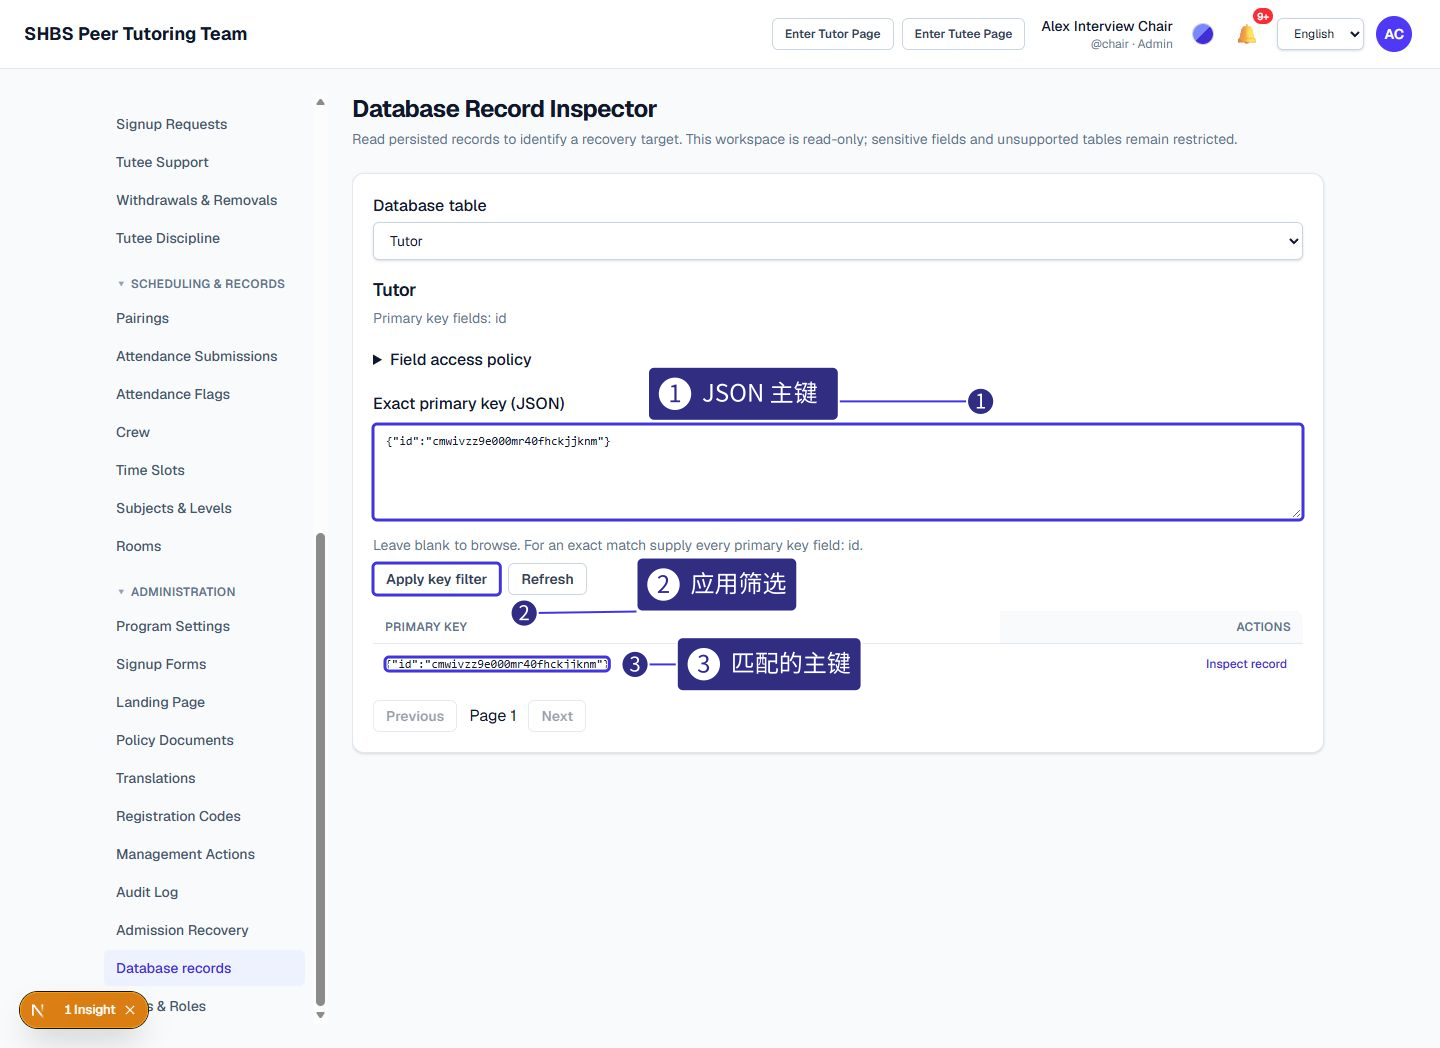 SHBS Peer Tutoring Team
Enter Tutor Page
Enter Tutee Page
Alex Interview Chair
@chair · Admin
9+
English
AC
Signup Requests
Tutee Support
Withdrawals & Removals
Tutee Discipline
SCHEDULING & RECORDS
Pairings
Attendance Submissions
Attendance Flags
Crew
Time Slots
Subjects & Levels
Rooms
ADMINISTRATION
Program Settings
Signup Forms
Landing Page
Policy Documents
Translations
Registration Codes
Management Actions
Audit Log
Admission Recovery
Database records
s & Roles
N 1 Insight ×
Database Record Inspector
Read persisted records to identify a recovery target. This workspace is read-only; sensitive fields and unsupported tables remain restricted.
Database table
Tutor
Tutor
Primary key fields: id
Field access policy
Exact primary key (JSON)
1 JSON 主键
1
{"id":"cmwivzz9e000mr40fhckjjknm"}
Leave blank to browse. For an exact match supply every primary key field: id.
Apply key filter
Refresh
2 应用筛选
2
PRIMARY KEY
ACTIONS
{"id":"cmwivzz9e000mr40fhckjjknm"}
3
3 匹配的主键
Inspect record
Previous
Page 1
Next